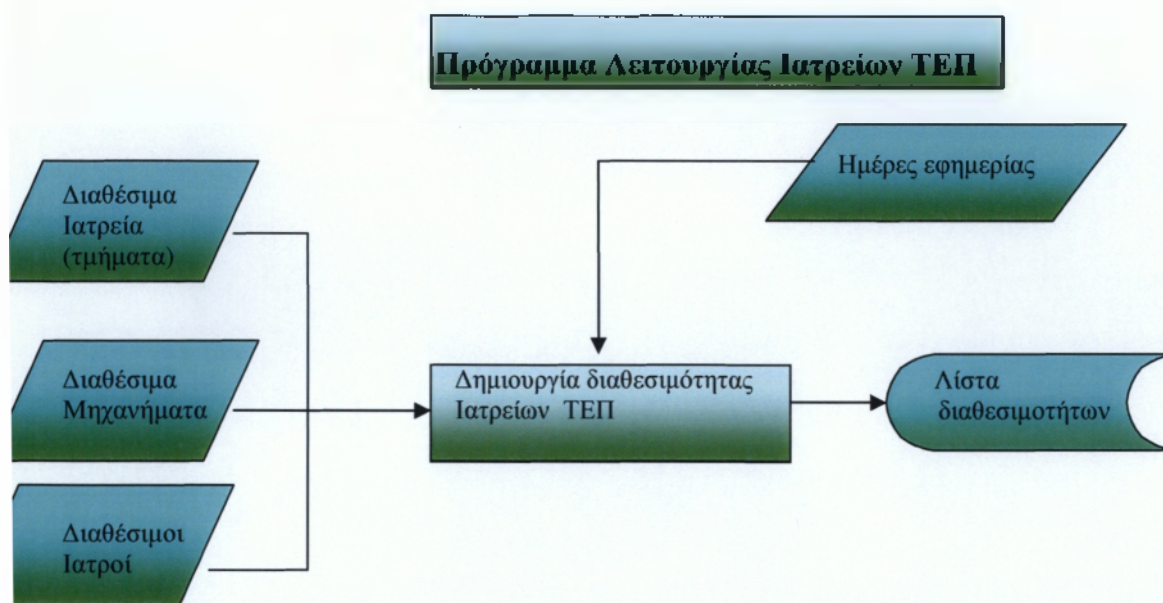 Πρόγραμμα Λειτουργίας Ιατρείων ΤΕΠ
Ημέρες εφημερίας
Διαθέσιμα
Ιατρεία
(τμήματα)
Διαθέσιμα
Μηχανήματα
Δημιουργία διαθεσιμότητας
Ιατρείων ΤΕΠ
Λίστα
διαθεσιμοτήτων
Διαθέσιμοι
Ιατροί